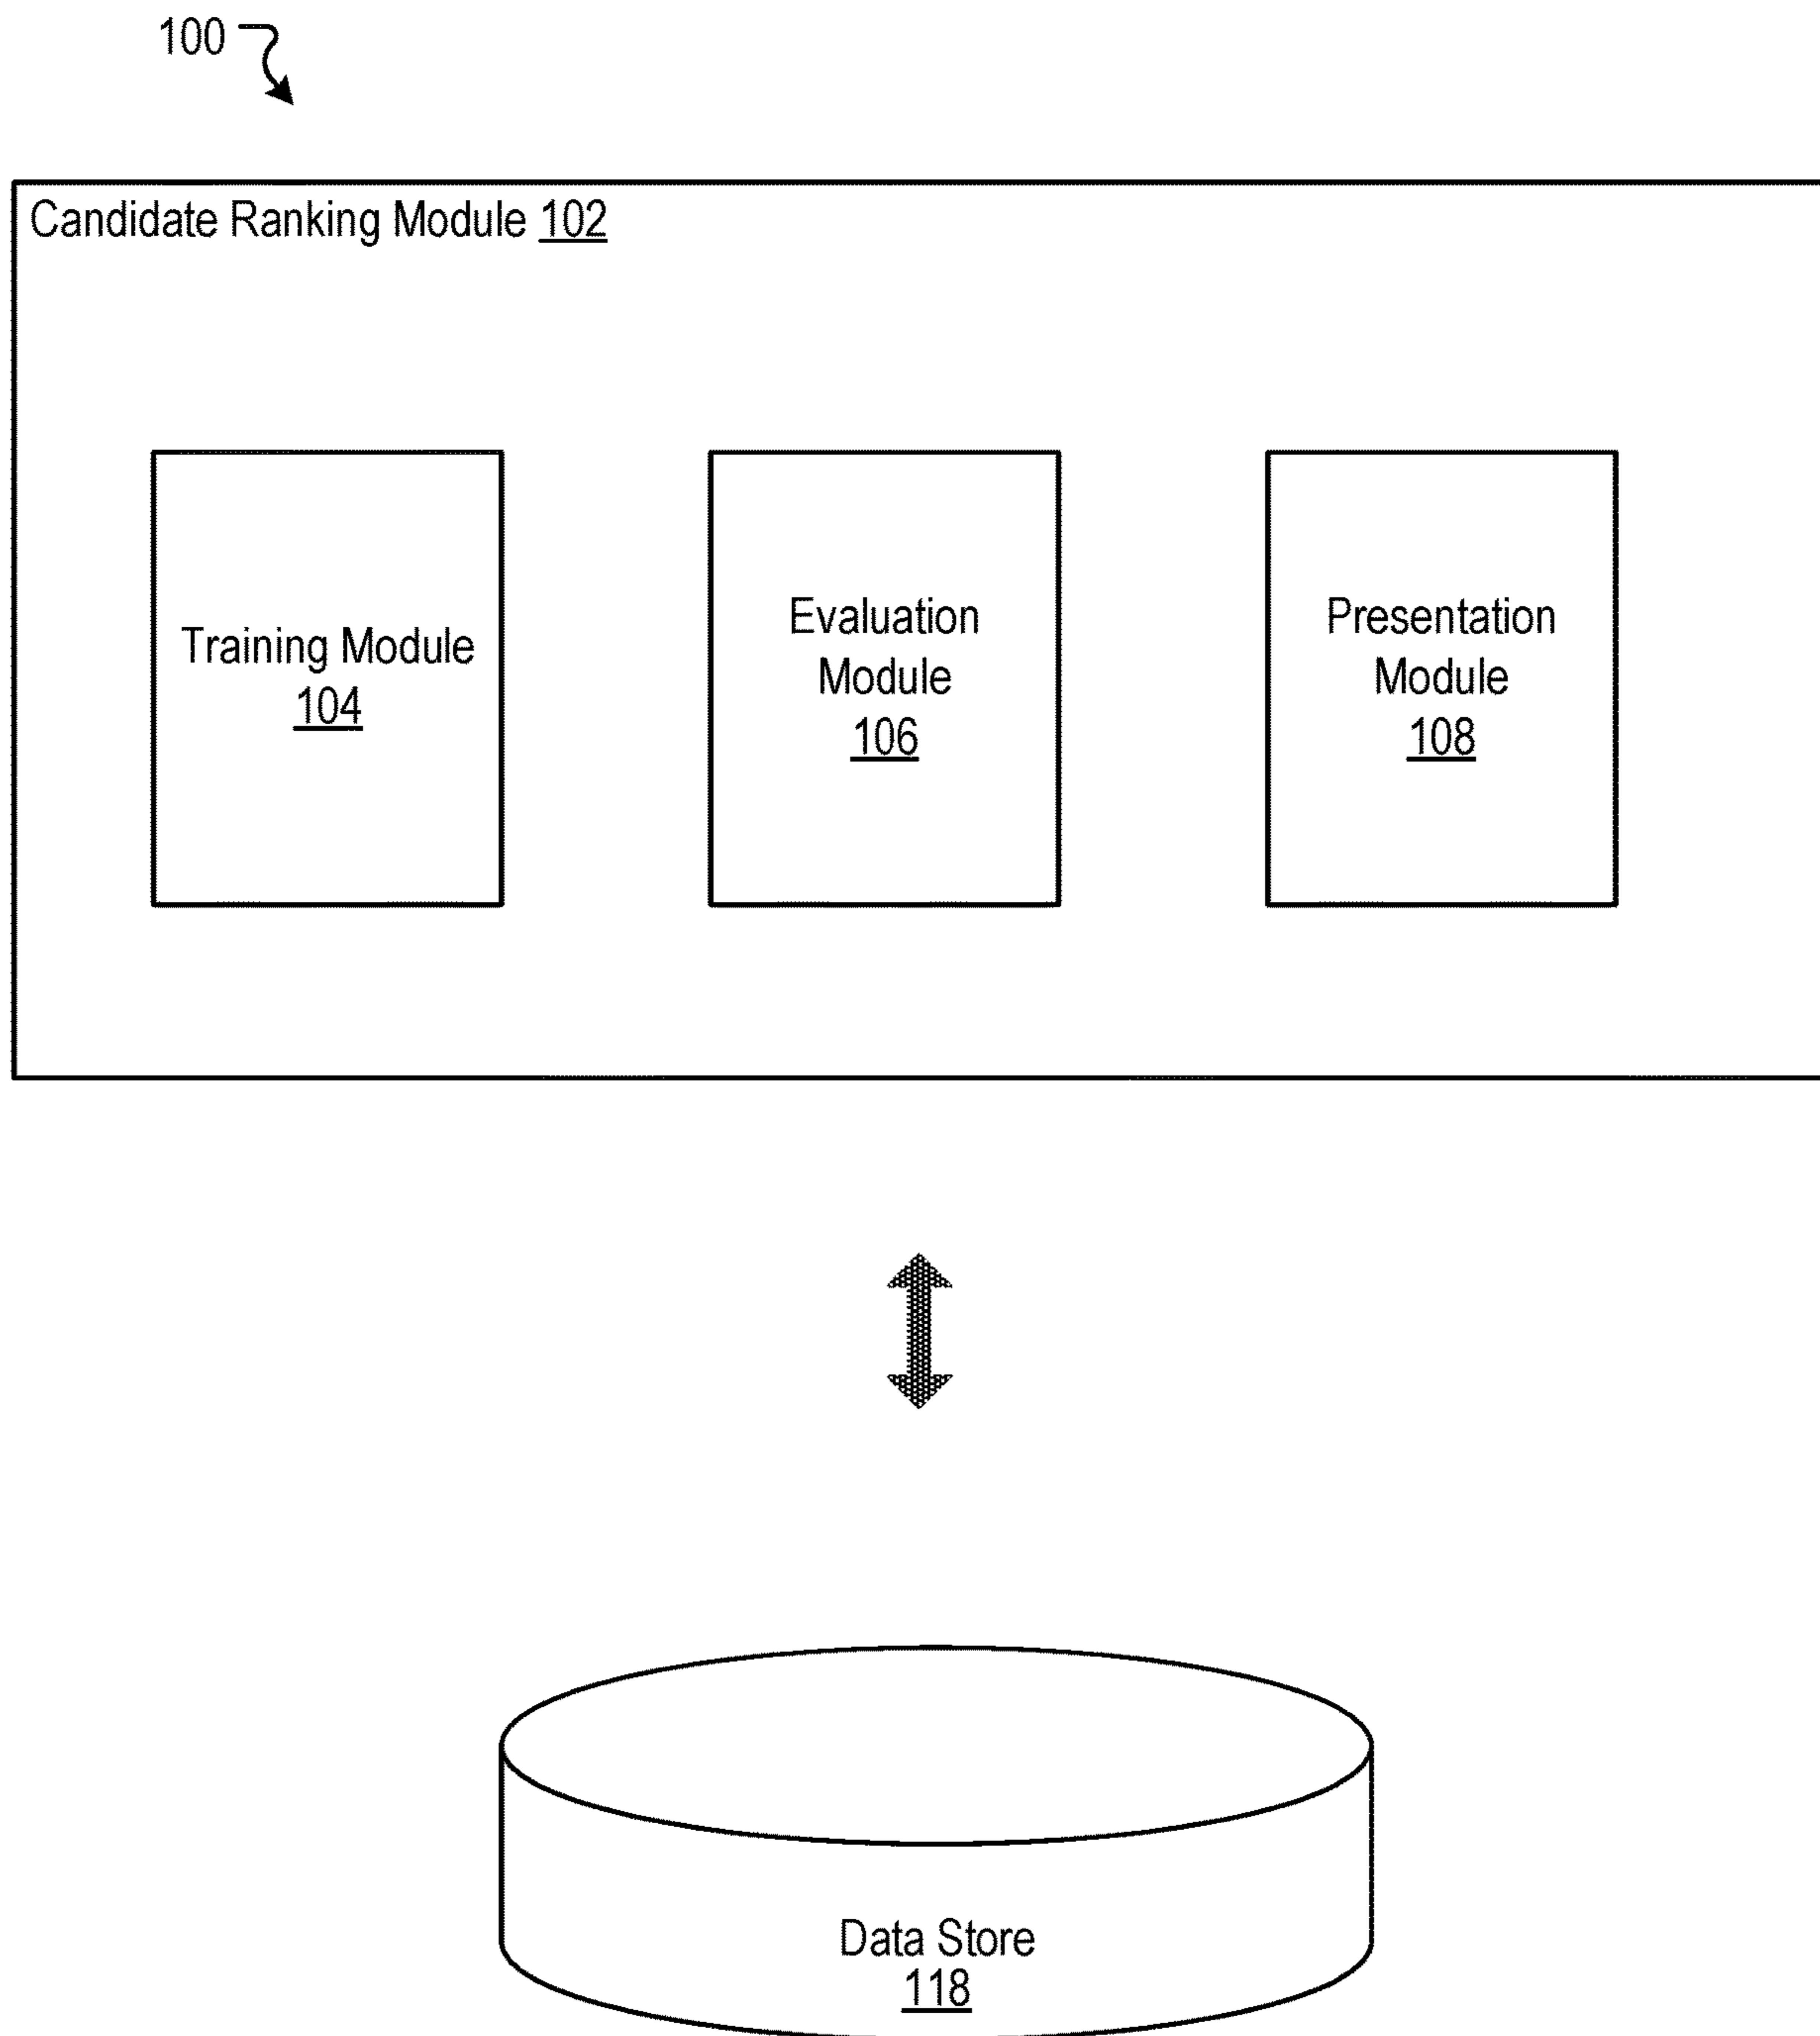 100
Candidate Ranking Module 102
Training Module
104
Evaluation
Module
106
Presentation
Module
108
Data Store
118